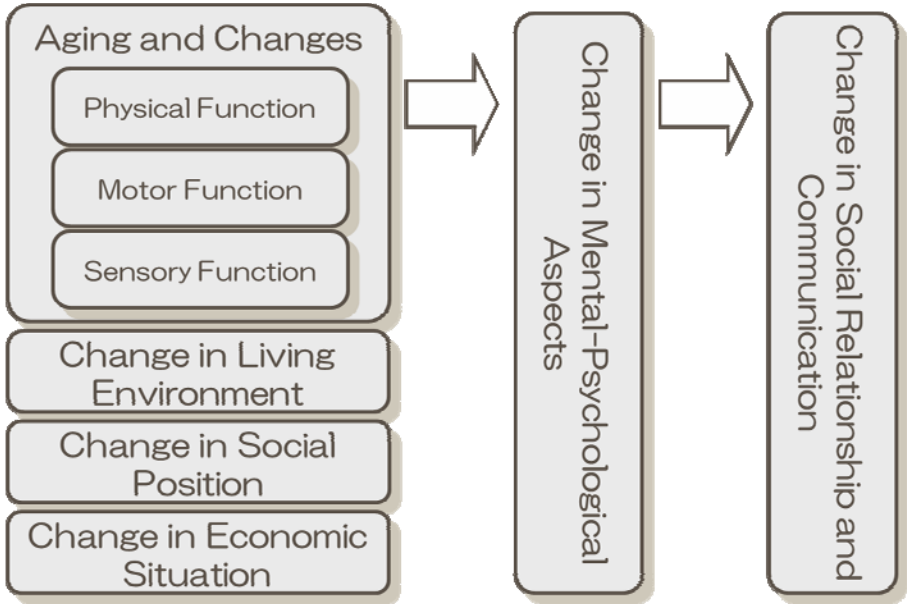 Aging and Changes
Physical Function
Motor Function
Sensory Function
Change in Living
Environment
Change in Social
Position
Change in Economic
Situation
Change in Mental-Psychological
Aspects
Change in Social Relationship and
Communication